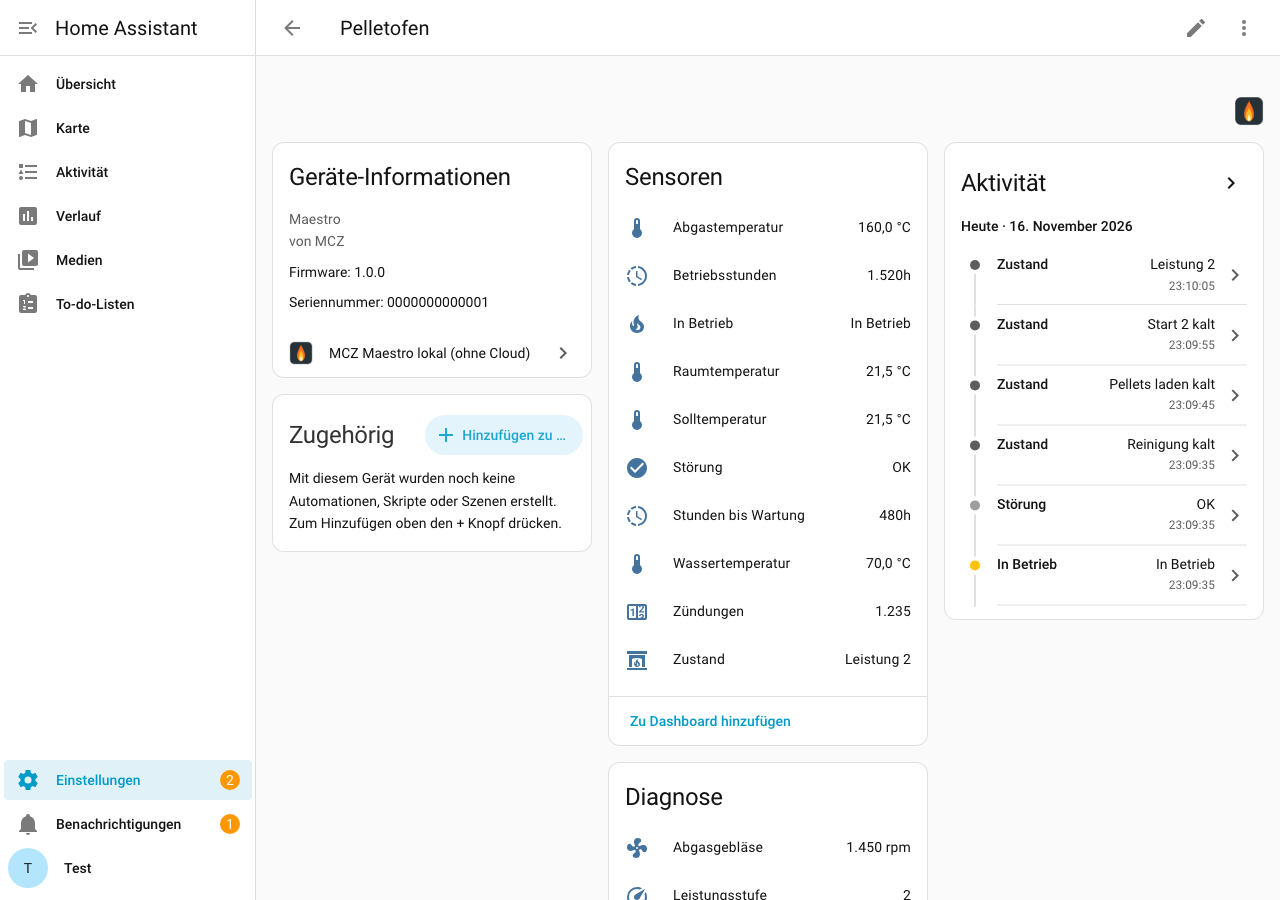 Home Assistant
Pelletofen
Übersicht
Karte
Aktivität
Verlauf
Medien
To-do-Listen
Einstellungen 2
Benachrichtigungen 1
T Test
Geräte-Informationen
Maestro
von MCZ
Firmware: 1.0.0
Seriennummer: 0000000000001
MCZ Maestro lokal (ohne Cloud)
Zugehörig
Hinzufügen zu …
Mit diesem Gerät wurden noch keine
Automationen, Skripte oder Szenen erstellt.
Zum Hinzufügen oben den + Knopf drücken.
Sensoren
Abgastemperatur 160,0 °C
Betriebsstunden 1.520h
In Betrieb In Betrieb
Raumtemperatur 21,5 °C
Solltemperatur 21,5 °C
Störung OK
Stunden bis Wartung 480h
Wassertemperatur 70,0 °C
Zündungen 1.235
Zustand Leistung 2
Zu Dashboard hinzufügen
Diagnose
Abgasgebläse 1.450 rpm
Leistungsstufe 2
Aktivität
Heute · 16. November 2026
Zustand Leistung 2
23:10:05
Zustand Start 2 kalt
23:09:55
Zustand Pellets laden kalt
23:09:45
Zustand Reinigung kalt
23:09:35
Störung OK
23:09:35
In Betrieb In Betrieb
23:09:35